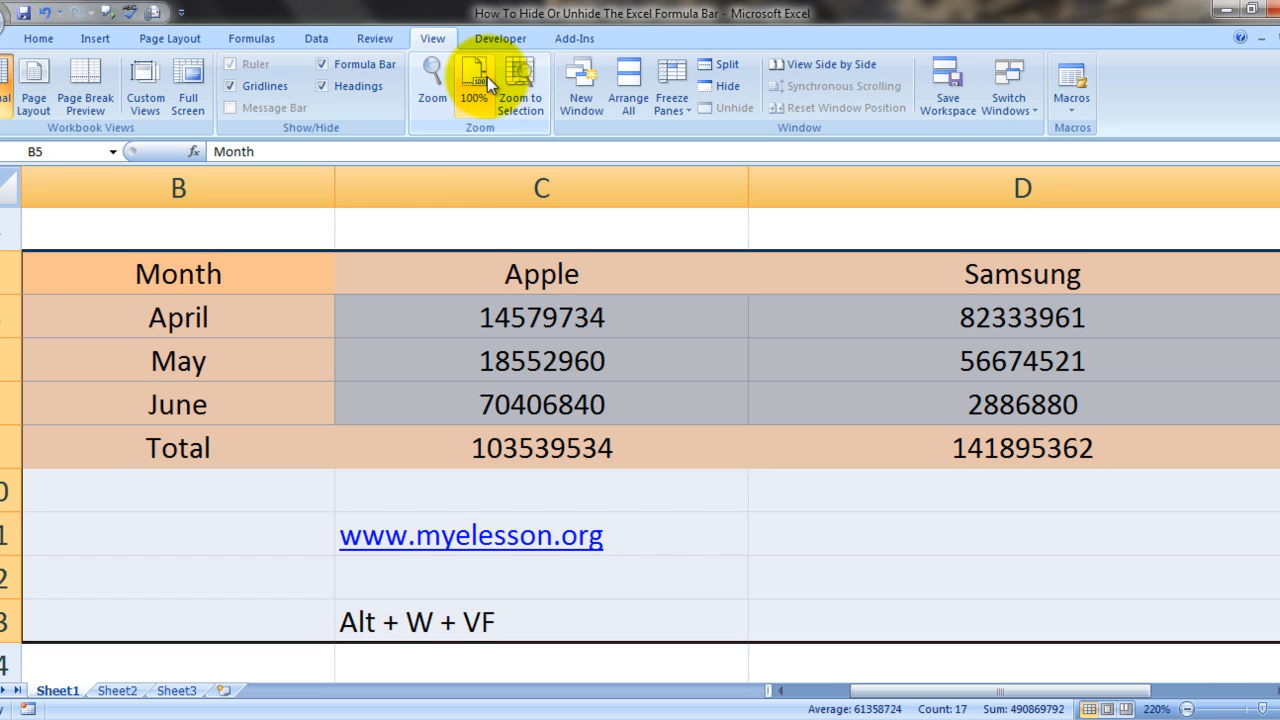 How To Hide Or Unhide The Excel Formula Bar - Microsoft Excel
Home Insert Page Layout Formulas Data Review View Developer Add-Ins
Page Layout
Page Break Preview
Custom Views
Full Screen
Workbook Views
Ruler
Formula Bar
Gridlines
Headings
Message Bar
Show/Hide
Zoom
100%
Zoom to Selection
Zoom
New Window
Arrange All
Freeze Panes
Split
Hide
Unhide
View Side by Side
Synchronous Scrolling
Reset Window Position
Window
Save Workspace
Switch Windows
Macros
Macros
B5 fx Month
B C D
Month Apple Samsung
April 14579734 82333961
May 18552960 56674521
June 70406840 2886880
Total 103539534 141895362
www.myelesson.org
Alt + W + VF
Sheet1 Sheet2 Sheet3
Average: 61358724 Count: 17 Sum: 490869792 220%